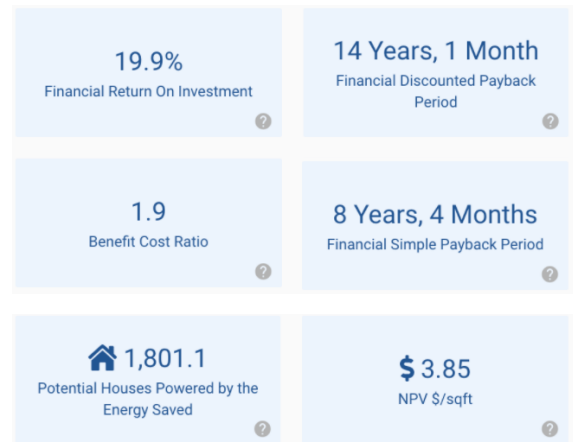 19.9%
Financial Return On Investment
?
14 Years, 1 Month
Financial Discounted Payback
Period
?
1.9
Benefit Cost Ratio
?
8 Years, 4 Months
Financial Simple Payback Period
?
1,801.1
Potential Houses Powered by the
Energy Saved
?
$ 3.85
NPV $/sqft
?